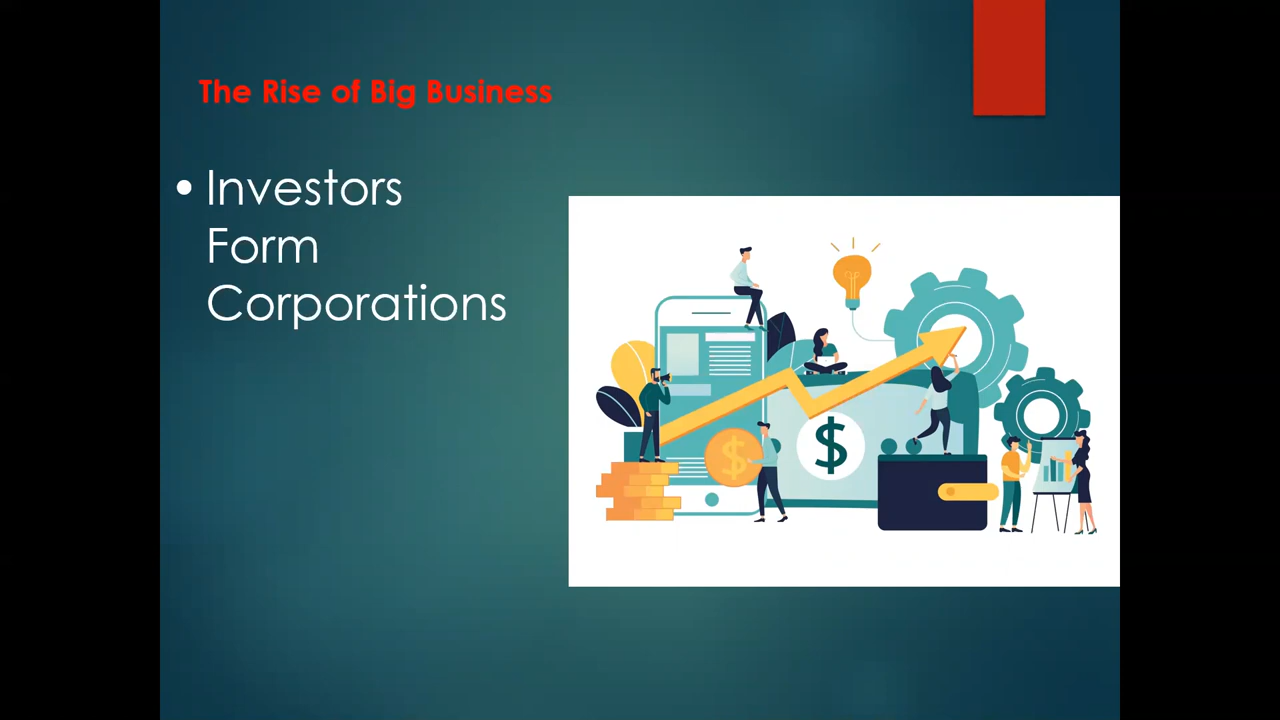 The Rise of Big Business
• Investors
Form
Corporations
$
$